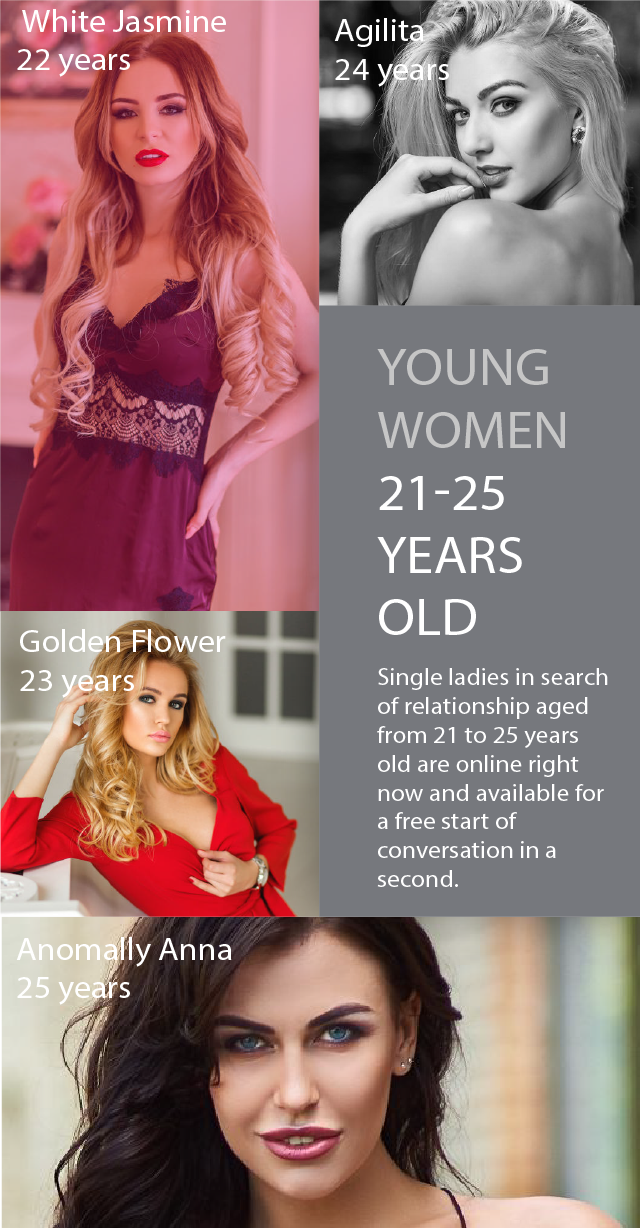 White Jasmine
22 years
Agilita
24 years
YOUNG
WOMEN
21-25
YEARS
OLD
Single ladies in search
of relationship aged
from 21 to 25 years
old are online right
now and available for
a free start of
conversation in a
second.
Golden Flower
23 years
Anomally Anna
25 years